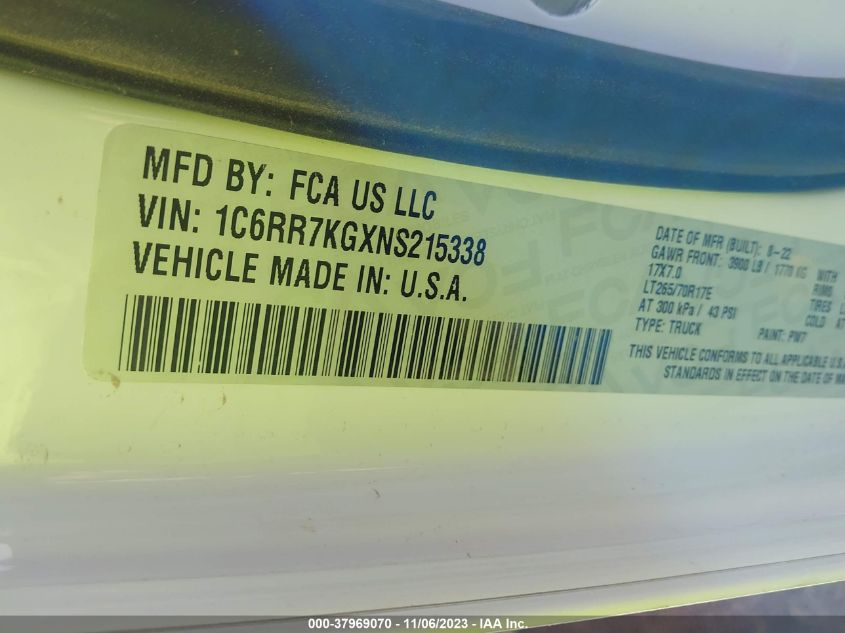 MFD BY: FCA US LLC
VIN: 1C6RR7KGXNS215338
VEHICLE MADE IN: U.S.A.
DATE OF MFR (BUILT): 8-22
GAWR FRONT: 3900 LB / 1770 KG WITH
17X7.0 RIMS
LT265/70R17E TIRES
AT 300 kPa / 43 PSI COLD AT
TYPE: TRUCK PAINT: PW7
THIS VEHICLE CONFORMS TO ALL APPLICABLE U.S.
STANDARDS IN EFFECT ON THE DATE OF
000-37969070 - 11/06/2023 - IAA Inc.